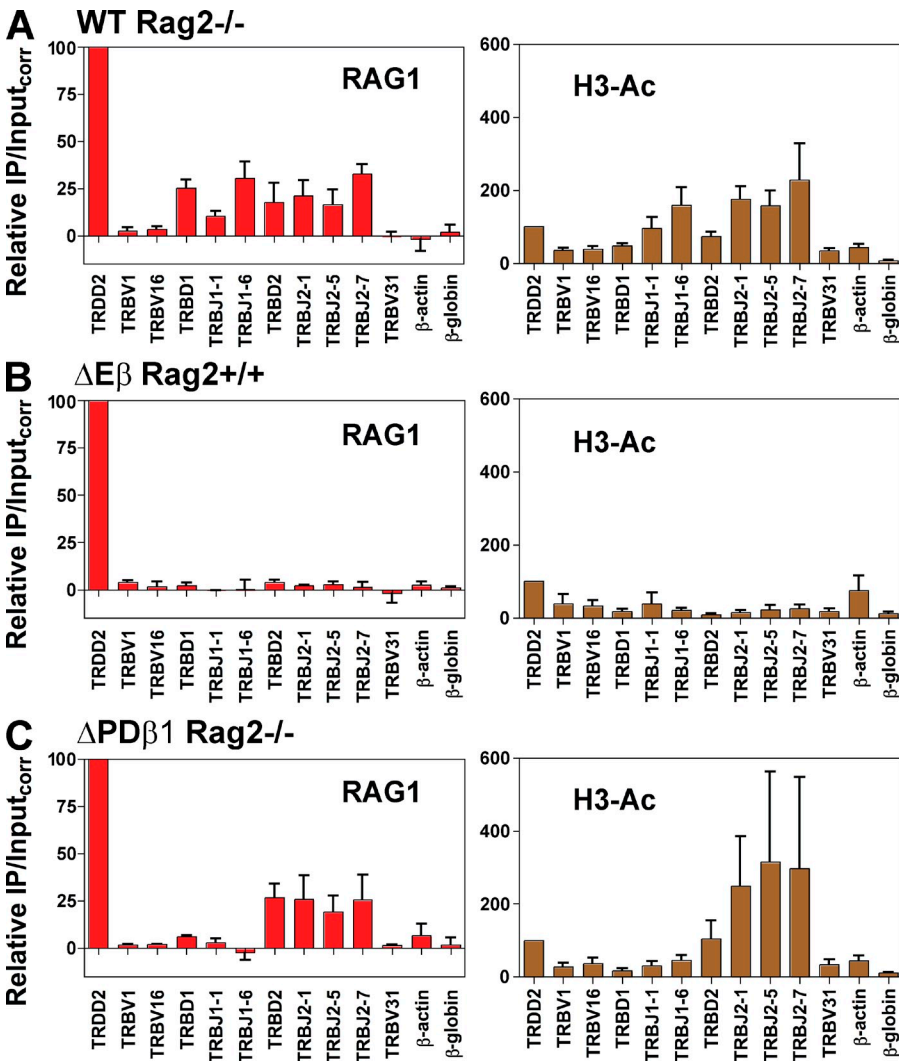 A WT Rag2-/-
Relative IP/Inputcorr
100
75
50
25
0
RAG1
TRDD2
TRBV1
TRBV16
TRBD1
TRBJ1-1
TRBJ1-6
TRBD2
TRBJ2-1
TRBJ2-5
TRBJ2-7
TRBV31
β-actin
β-globin
600
400
200
0
H3-Ac
TRDD2
TRBV1
TRBV16
TRBD1
TRBJ1-1
TRBJ1-6
TRBD2
TRBJ2-1
TRBJ2-5
TRBJ2-7
TRBV31
β-actin
β-globin
B ΔEβ Rag2+/+
Relative IP/Inputcorr
100
75
50
25
0
RAG1
TRDD2
TRBV1
TRBV16
TRBD1
TRBJ1-1
TRBJ1-6
TRBD2
TRBJ2-1
TRBJ2-5
TRBJ2-7
TRBV31
β-actin
β-globin
600
400
200
0
H3-Ac
TRDD2
TRBV1
TRBV16
TRBD1
TRBJ1-1
TRBJ1-6
TRBD2
TRBJ2-1
TRBJ2-5
TRBJ2-7
TRBV31
β-actin
β-globin
C ΔPDβ1 Rag2-/-
Relative IP/Inputcorr
100
75
50
25
0
RAG1
TRDD2
TRBV1
TRBV16
TRBD1
TRBJ1-1
TRBJ1-6
TRBD2
TRBJ2-1
TRBJ2-5
TRBJ2-7
TRBV31
β-actin
β-globin
600
400
200
0
H3-Ac
TRDD2
TRBV1
TRBV16
TRBD1
TRBJ1-1
TRBJ1-6
TRBD2
TRBJ2-1
TRBJ2-5
TRBJ2-7
TRBV31
β-actin
β-globin